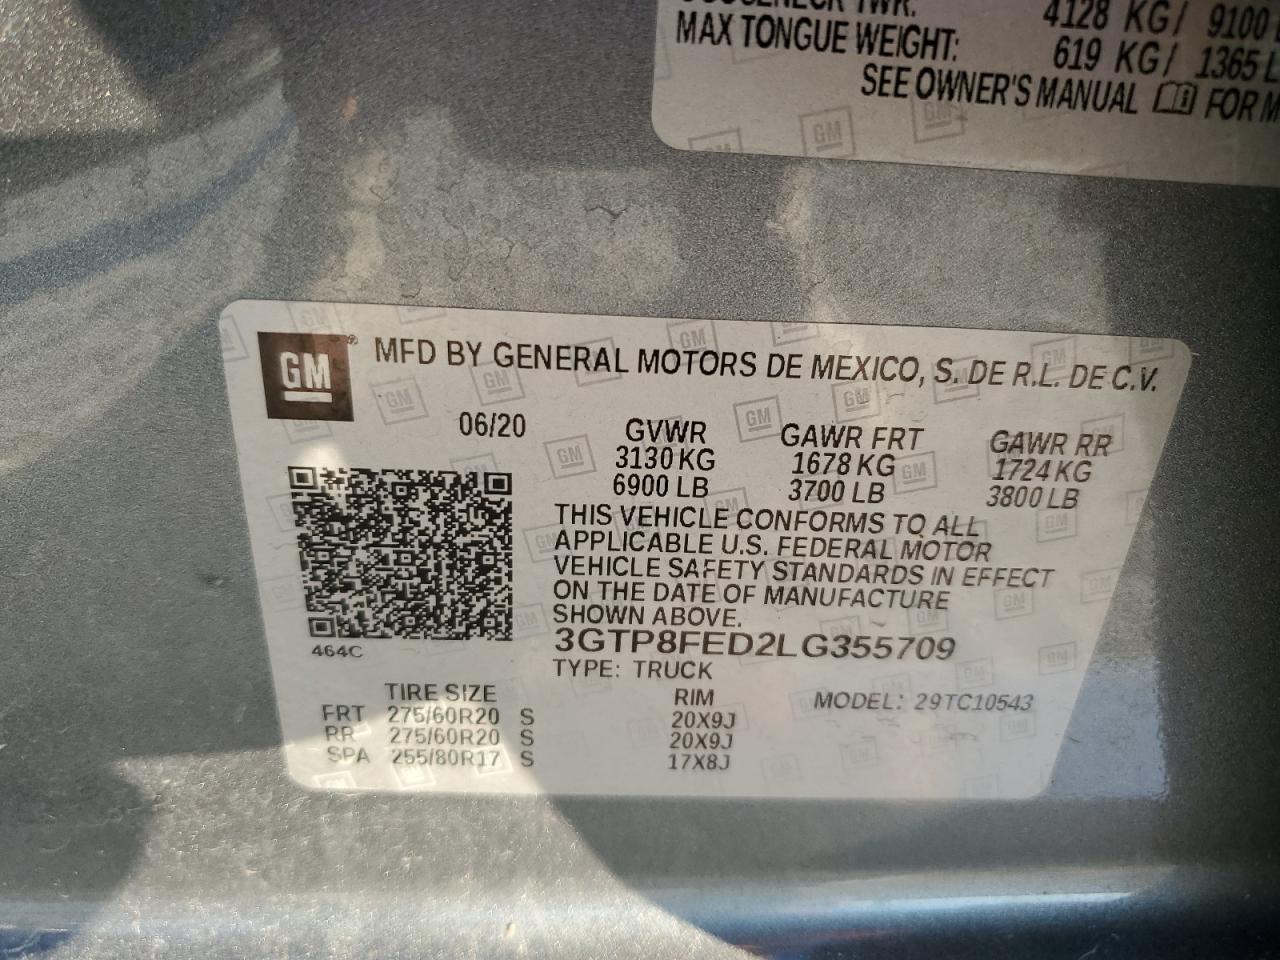 4128 KG/ 9100
MAX TONGUE WEIGHT: 619 KG/ 1365
SEE OWNER'S MANUAL FOR
GM
MFD BY GENERAL MOTORS DE MEXICO, S. DE R.L. DE C.V.
06/20
GVWR GAWR FRT GAWR RR
3130 KG 1678 KG 1724 KG
6900 LB 3700 LB 3800 LB
THIS VEHICLE CONFORMS TO ALL
APPLICABLE U.S. FEDERAL MOTOR
VEHICLE SAFETY STANDARDS IN EFFECT
ON THE DATE OF MANUFACTURE
SHOWN ABOVE.
3GTP8FED2LG355709
464C
TYPE: TRUCK
TIRE SIZE RIM MODEL: 29TC10543
FRT 275/60R20 S 20X9J
RR 275/60R20 S 20X9J
SPA 255/80R17 S 17X8J